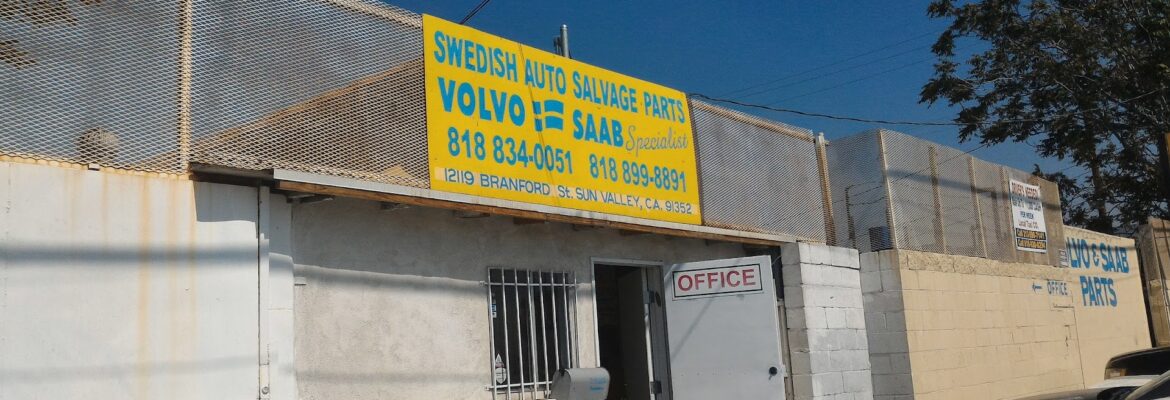 SWEDISH AUTO SALVAGE PARTS
VOLVO SAAB Specialist
818 834-0051 818 899-8891
12119 BRANFORD St. SUN VALLEY, CA. 91352
OFFICE
OFFICE
VOLVO & SAAB
PARTS